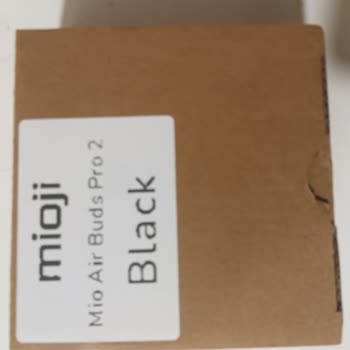 mioji
Mio Air Buds Pro 2
Black